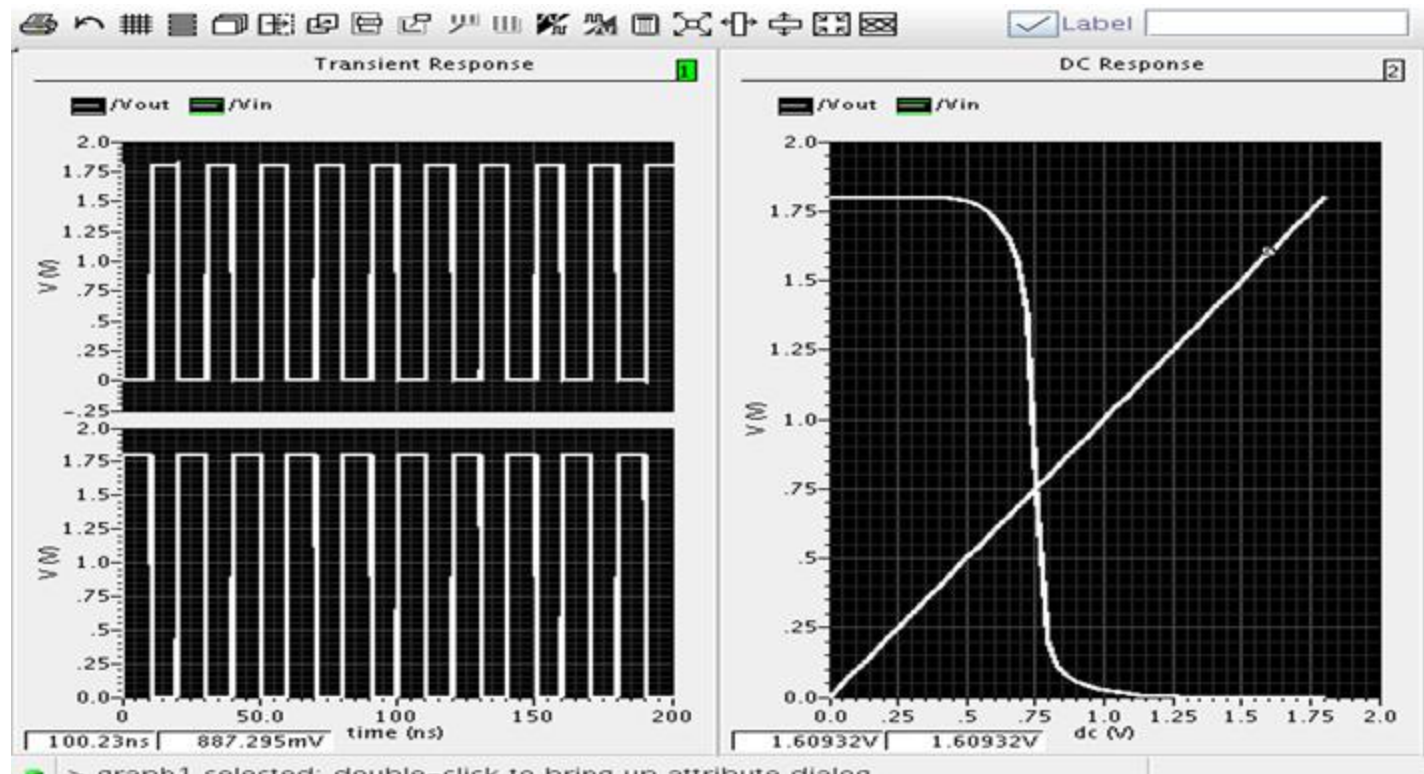 Label
Transient Response
1
/Vout /Vin
2.0
1.75
1.5
1.25
1.0
.75
.5
.25
0
-.25
V (V)
2.0
1.75
1.5
1.25
1.0
.75
.5
.25
0.0
V (V)
0 50.0 100 150 200
time (ns)
100.23ns 887.295mV
DC Response
2
/Vout /Vin
2.0
1.75
1.5
1.25
1.0
.75
.5
.25
0.0
V (V)
0.0 .25 .5 .75 1.0 1.25 1.5 1.75 2.0
dc (V)
1.60932V 1.60932V
> graph1 selected: double-click to bring up attribute dialog